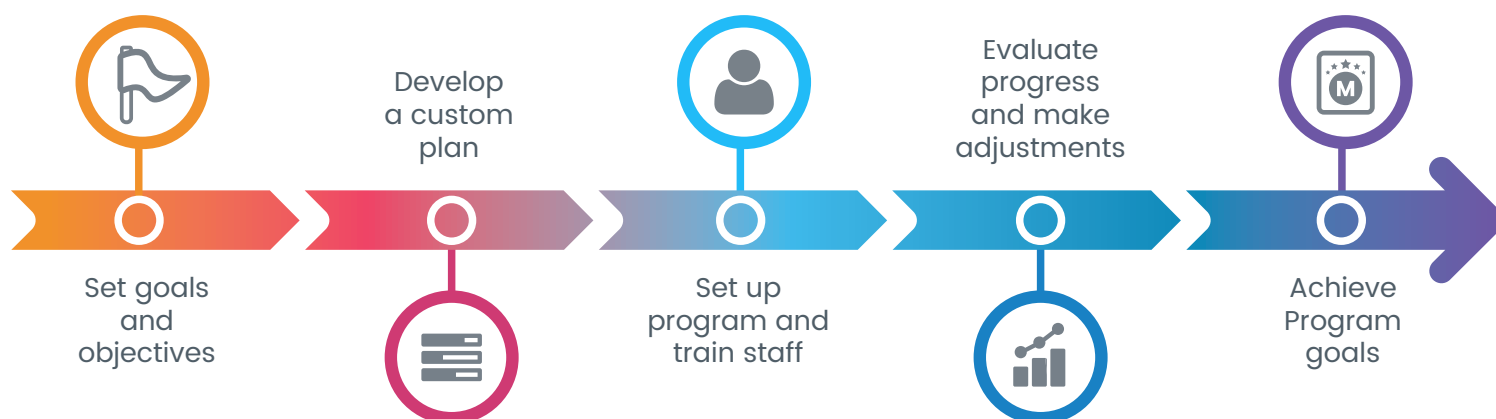 Set goals
and
objectives
Develop
a custom
plan
Set up
program and
train staff
Evaluate
progress
and make
adjustments
M
Achieve
Program
goals